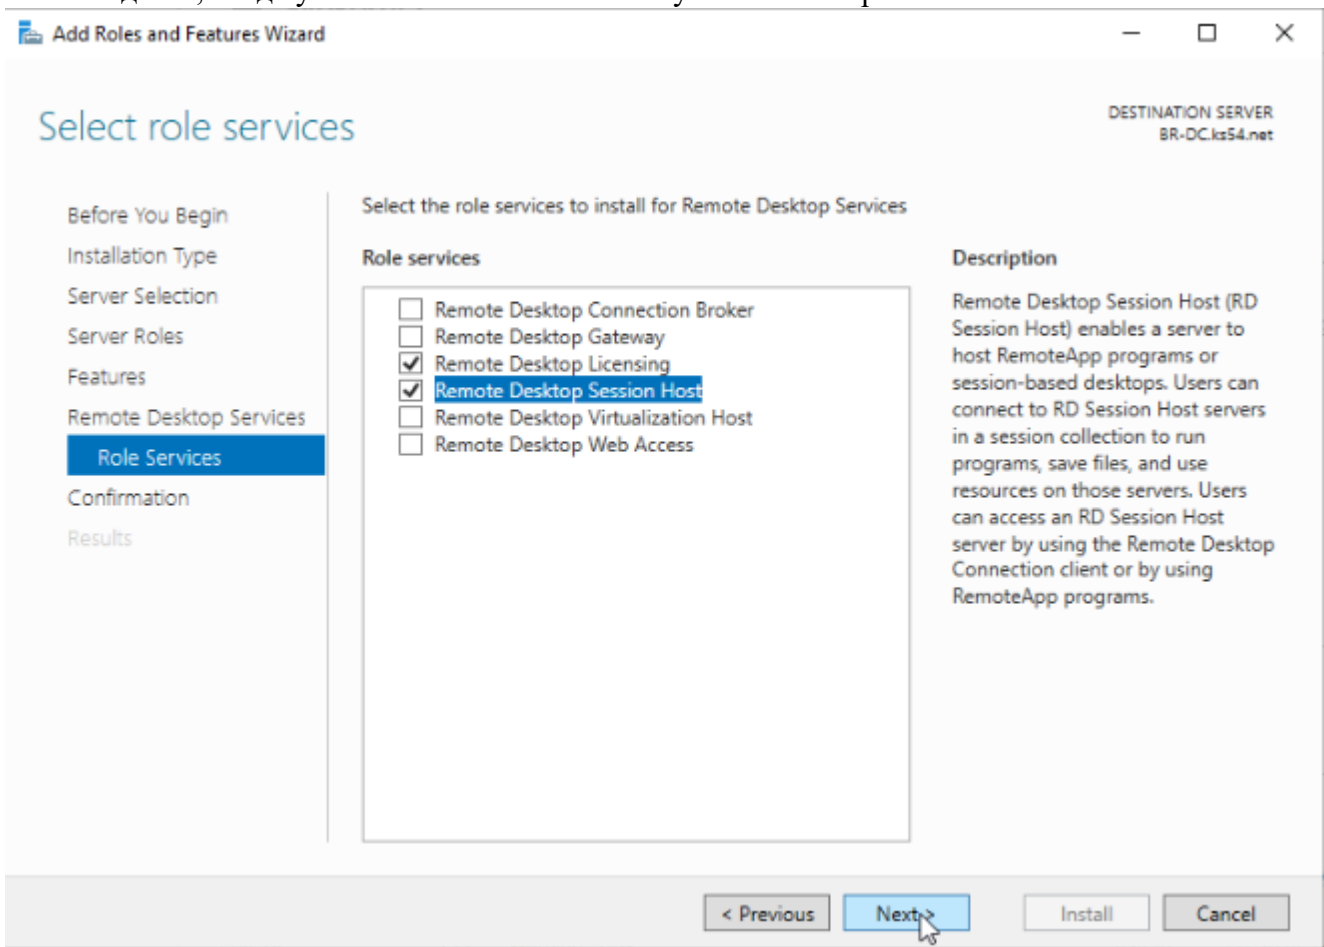 Add Roles and Features Wizard
Select role services
DESTINATION SERVER
BR-DC.ks54.net
Before You Begin
Installation Type
Server Selection
Server Roles
Features
Remote Desktop Services
Role Services
Confirmation
Results
Select the role services to install for Remote Desktop Services
Role services
Remote Desktop Connection Broker
Remote Desktop Gateway
Remote Desktop Licensing
Remote Desktop Session Host
Remote Desktop Virtualization Host
Remote Desktop Web Access
Description
Remote Desktop Session Host (RD
Session Host) enables a server to
host RemoteApp programs or
session-based desktops. Users can
connect to RD Session Host servers
in a session collection to run
programs, save files, and use
resources on those servers. Users
can access an RD Session Host
server by using the Remote Desktop
Connection client or by using
RemoteApp programs.
< Previous
Next >
Install
Cancel